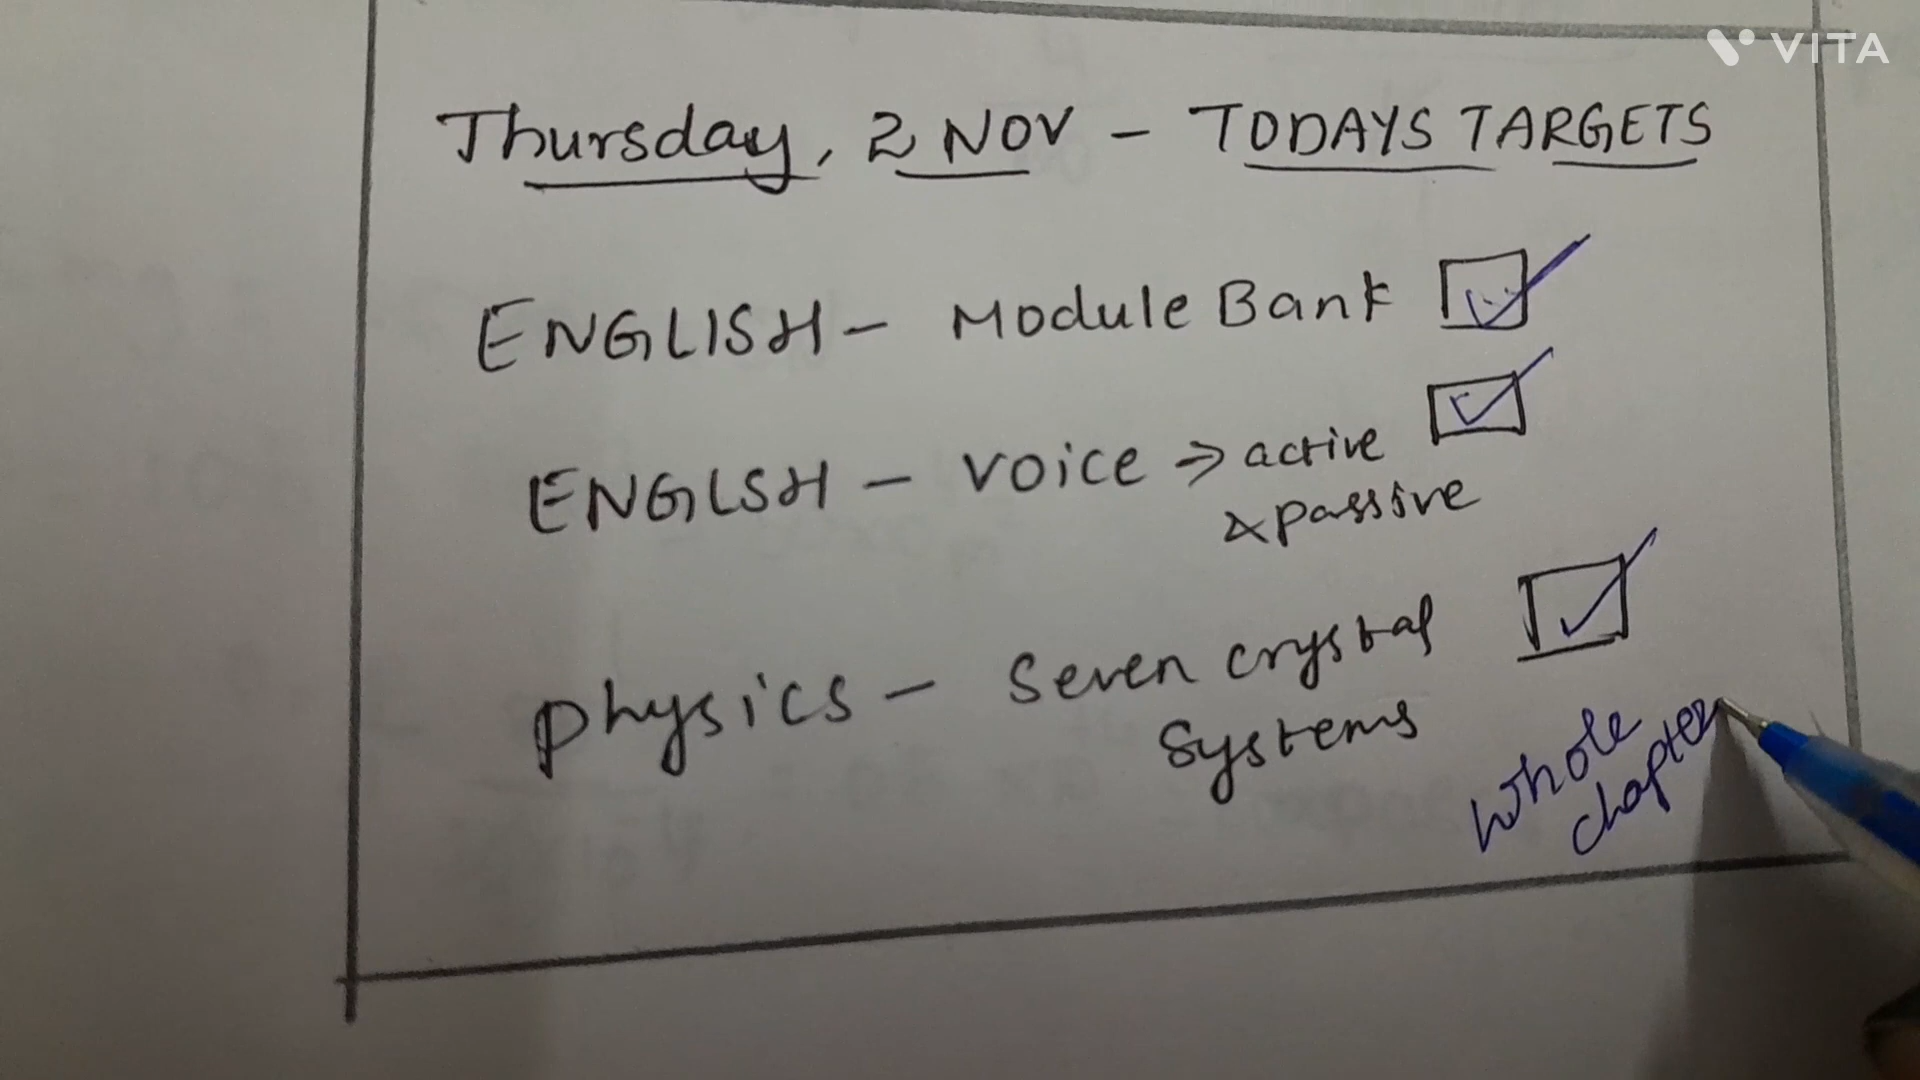 VITA
Thursday, 2 NOV - TODAYS TARGETS
ENGLISH - Module Bank
ENGLSH - voice → active
& passive
physics - Seven crystal
Systems
whole
chapter